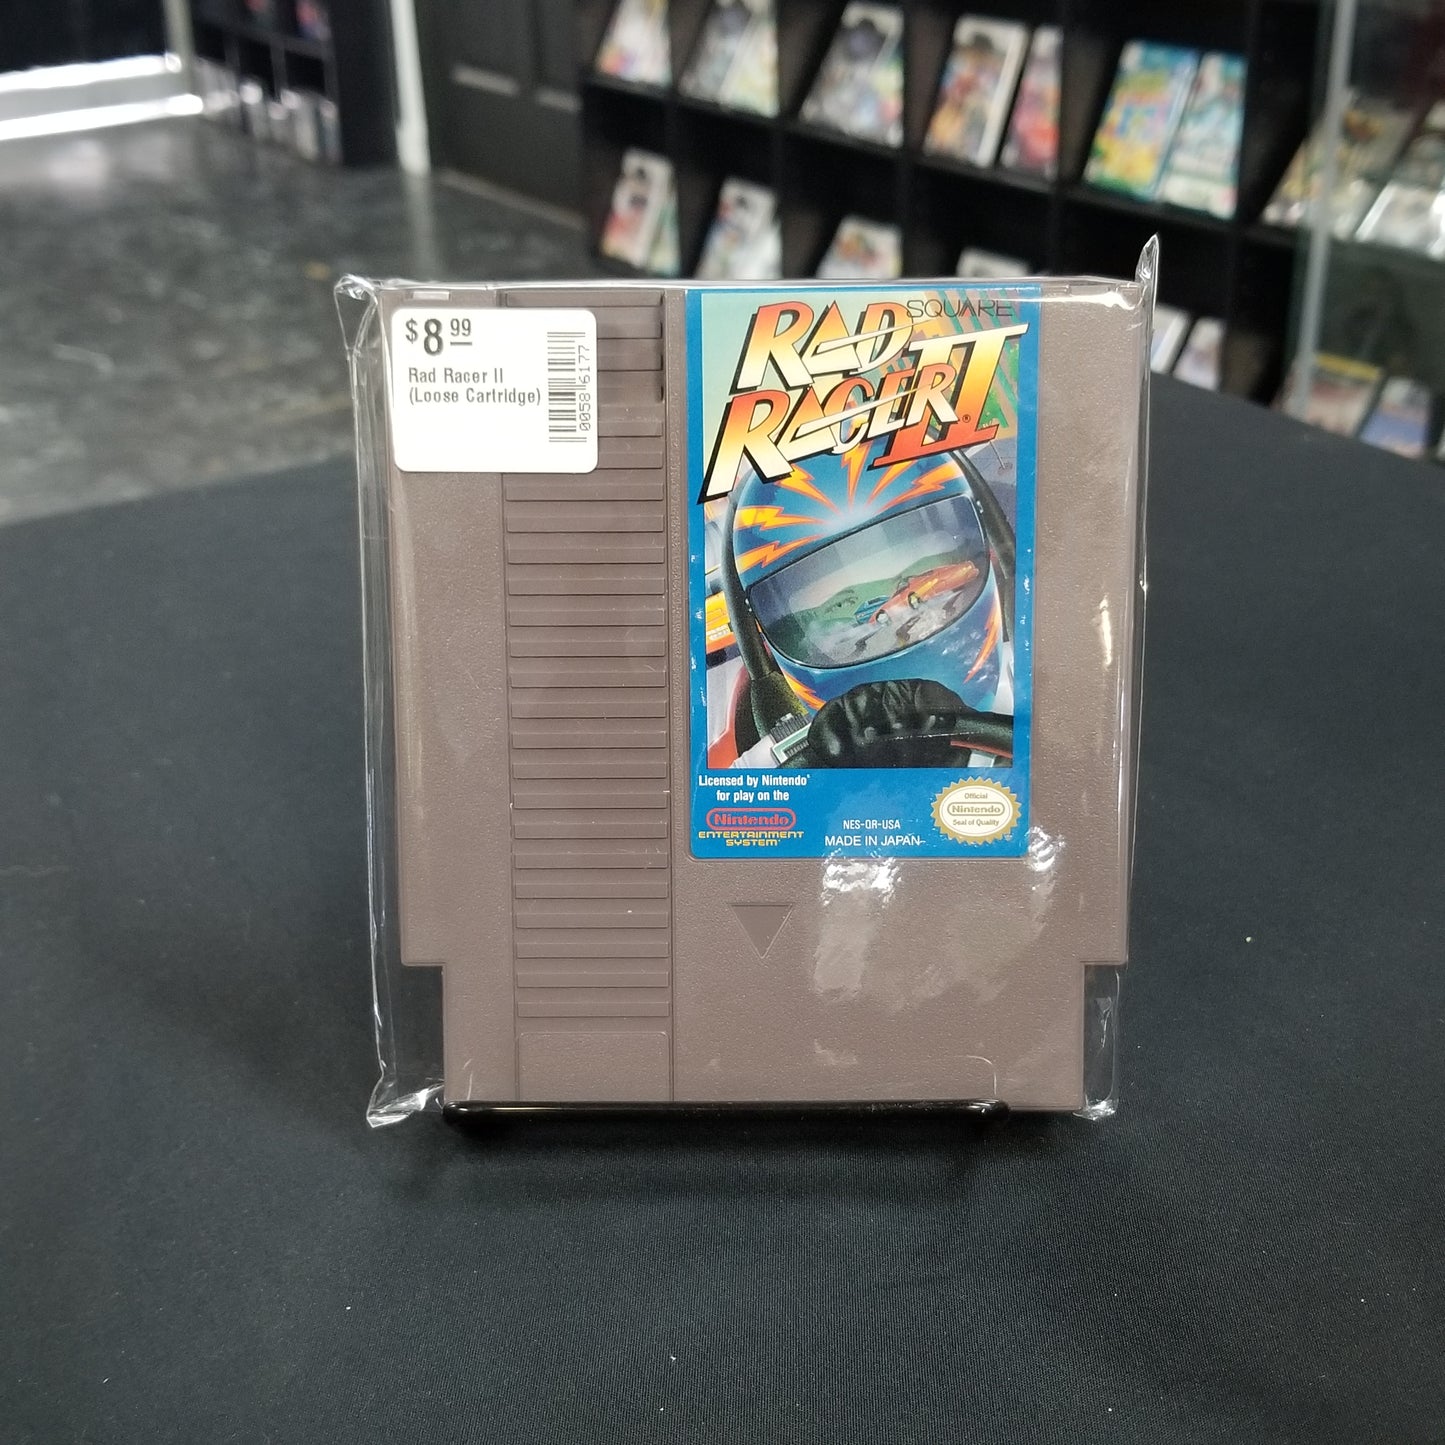 $8.99
Rad Racer II
(Loose Cartridge)
00586177
SQUARE
RAD
RACER II®
Licensed by Nintendo®
for play on the
Nintendo
ENTERTAINMENT
SYSTEM
NES-QR-USA
MADE IN JAPAN
Official
Nintendo
Seal of Quality